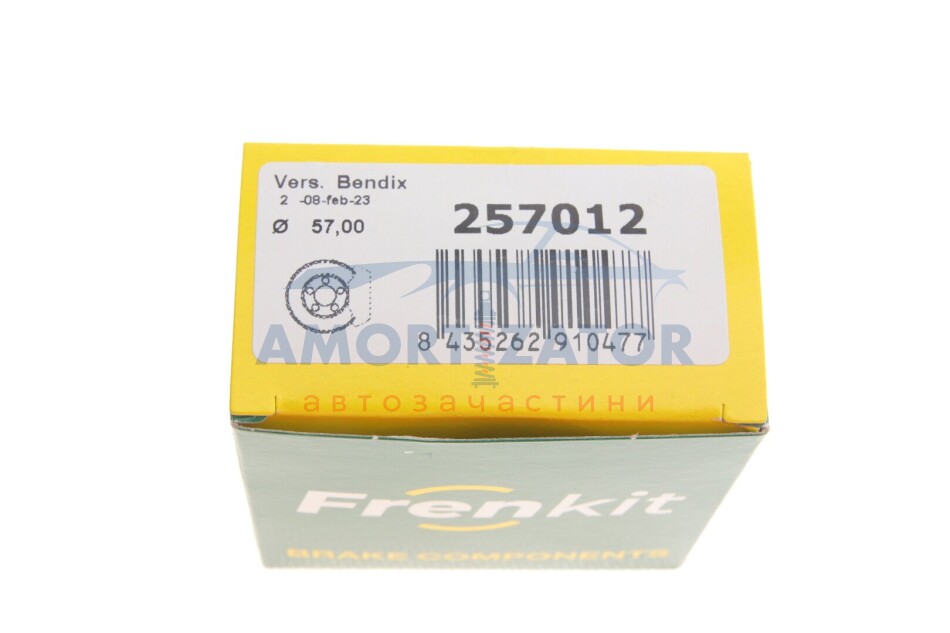 Vers. Bendix
2 -08-feb-23
Ø 57,00
257012
8 435262 910477
AMORTIZATOR
автозачастини
Frenkit
BRAKE COMPONENTS